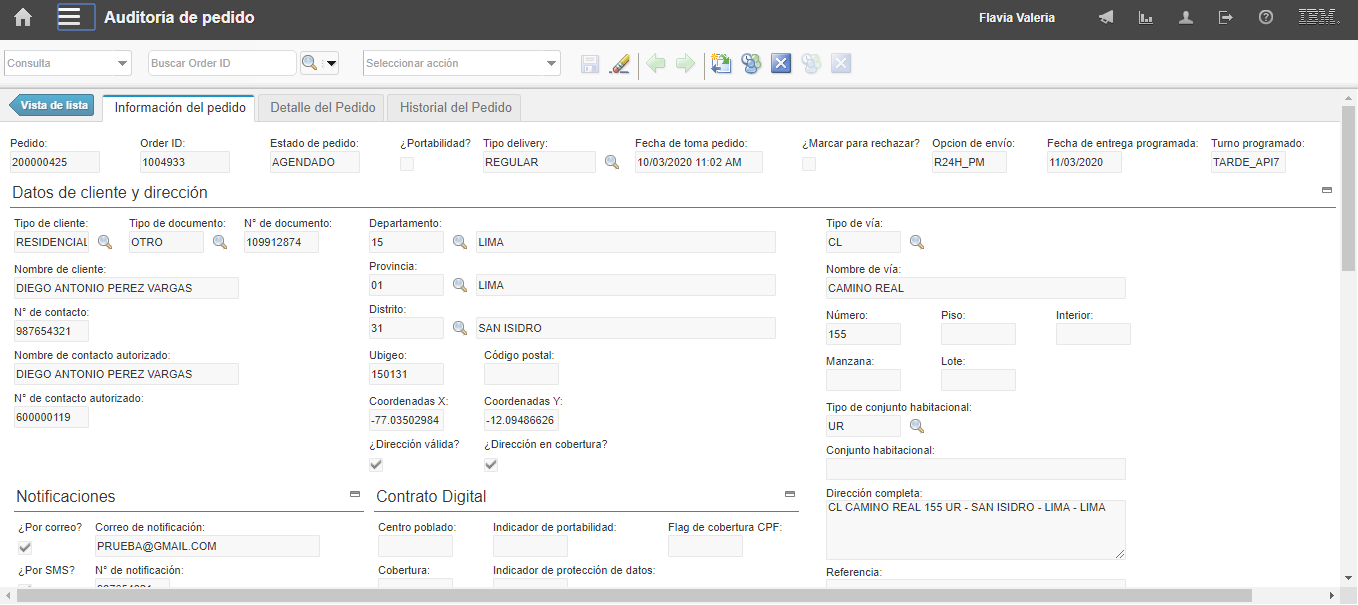 Auditoría de pedido
Flavia Valeria
IBM.
Consulta
Buscar Order ID
Seleccionar acción
Vista de lista
Información del pedido
Detalle del Pedido
Historial del Pedido
Pedido: Order ID: Estado de pedido: ¿Portabilidad? Tipo delivery: Fecha de toma pedido: ¿Marcar para rechazar? Opcion de envío: Fecha de entrega programada: Turno programado:
200000425 1004933 AGENDADO REGULAR 10/03/2020 11:02 AM R24H_PM 11/03/2020 TARDE_API7
Datos de cliente y dirección
Tipo de cliente: Tipo de documento: N° de documento:
RESIDENCIAL OTRO 109912874
Nombre de cliente:
DIEGO ANTONIO PEREZ VARGAS
N° de contacto:
987654321
Nombre de contacto autorizado:
DIEGO ANTONIO PEREZ VARGAS
N° de contacto autorizado:
600000119
Departamento:
15 LIMA
Provincia:
01 LIMA
Distrito:
31 SAN ISIDRO
Ubigeo: Código postal:
150131
Coordenadas X: Coordenadas Y:
-77.03502984 -12.09486626
¿Dirección válida? ¿Dirección en cobertura?
Tipo de vía:
CL
Nombre de vía:
CAMINO REAL
Número: Piso: Interior:
155
Manzana: Lote:
Tipo de conjunto habitacional:
UR
Conjunto habitacional:
Dirección completa:
CL CAMINO REAL 155 UR - SAN ISIDRO - LIMA - LIMA
Referencia:
Notificaciones
¿Por correo? Correo de notificación:
PRUEBA@GMAIL.COM
¿Por SMS? N° de notificación:
Contrato Digital
Centro poblado: Indicador de portabilidad: Flag de cobertura CPF:
Cobertura: Indicador de protección de datos: